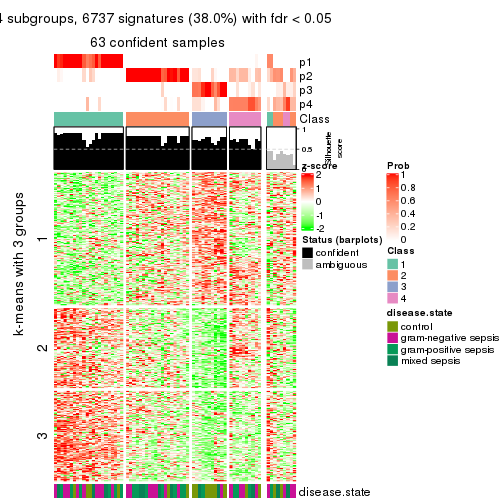 4 subgroups, 6737 signatures (38.0%) with fdr < 0.05
63 confident samples
p1
p2
p3
p4
Class
1
0.5
0
Silhouette
score
k-means with 3 groups
1
2
3
disease.state
z-score
2
1
0
-1
-2
Status (barplots)
confident
ambiguous
Prob
1
0.8
0.6
0.4
0.2
0
Class
1
2
3
4
disease.state
control
gram-negative sepsis
gram-positive sepsis
mixed sepsis